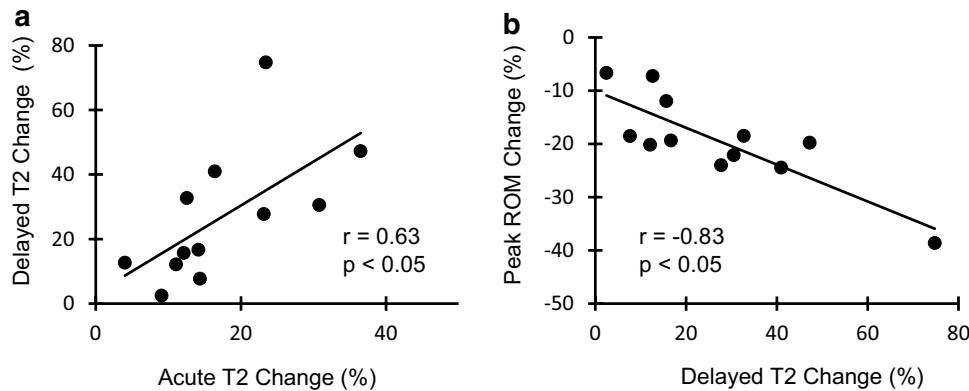 a
Delayed T2 Change (%)
80
60
40
20
0
0 20 40
Acute T2 Change (%)
r = 0.63
p < 0.05
b
Peak ROM Change (%)
0
-10
-20
-30
-40
-50
0 20 40 60 80
Delayed T2 Change (%)
r = -0.83
p < 0.05